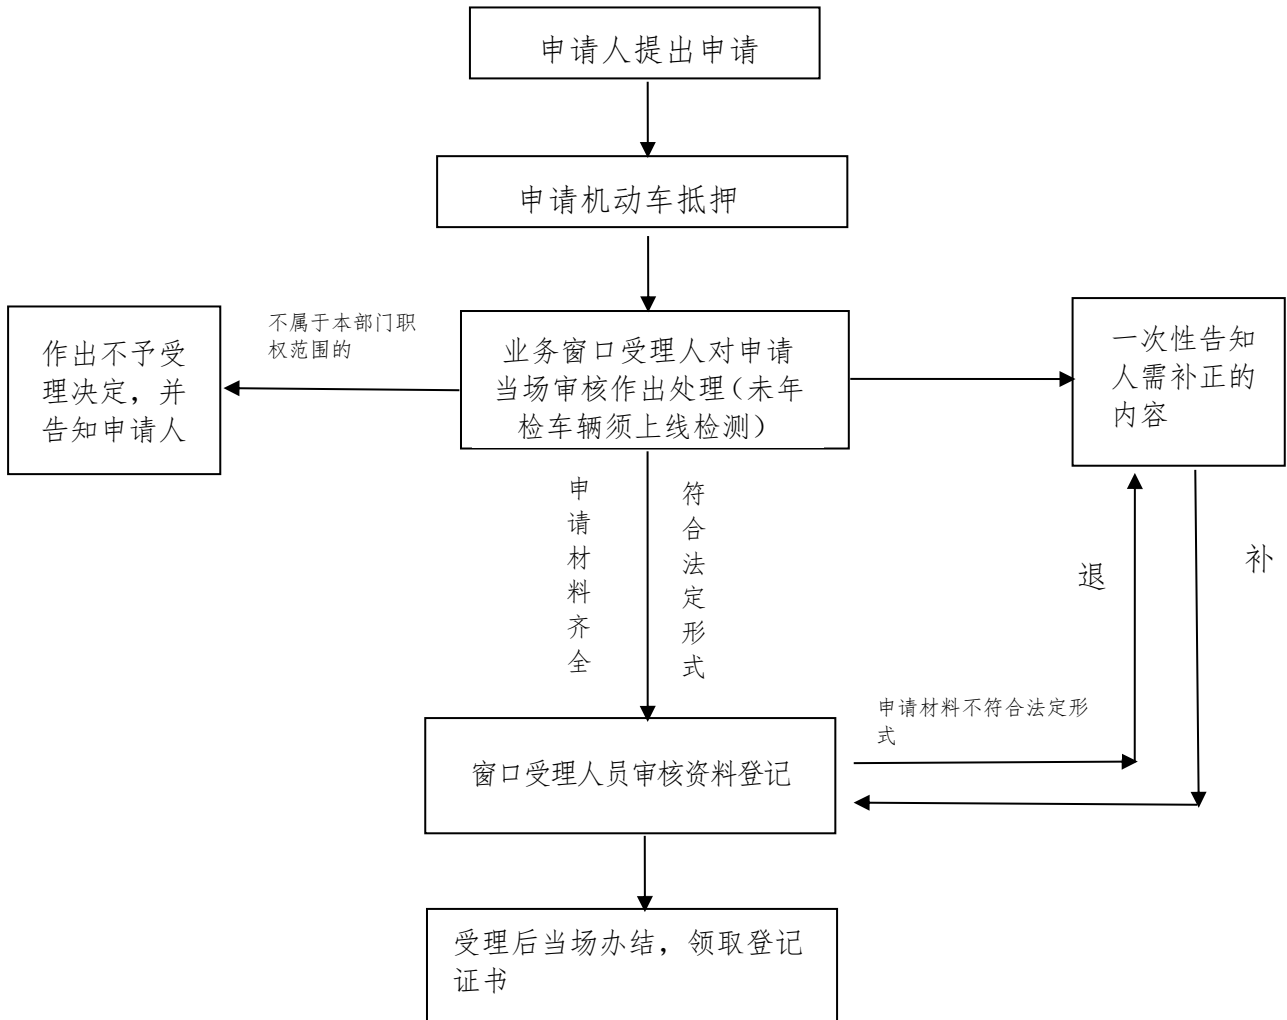 申请人提出申请
申请机动车抵押
不属于本部门职
权范围的
作出不予受
理决定，并
告知申请人
业务窗口受理人对申请
当场审核作出处理（未年
检车辆须上线检测）
一次性告知
人需补正的
内容
申请材料齐全
符合法定形式
退
补
申请材料不符合法定形
式
窗口受理人员审核资料登记
受理后当场办结，领取登记
证书